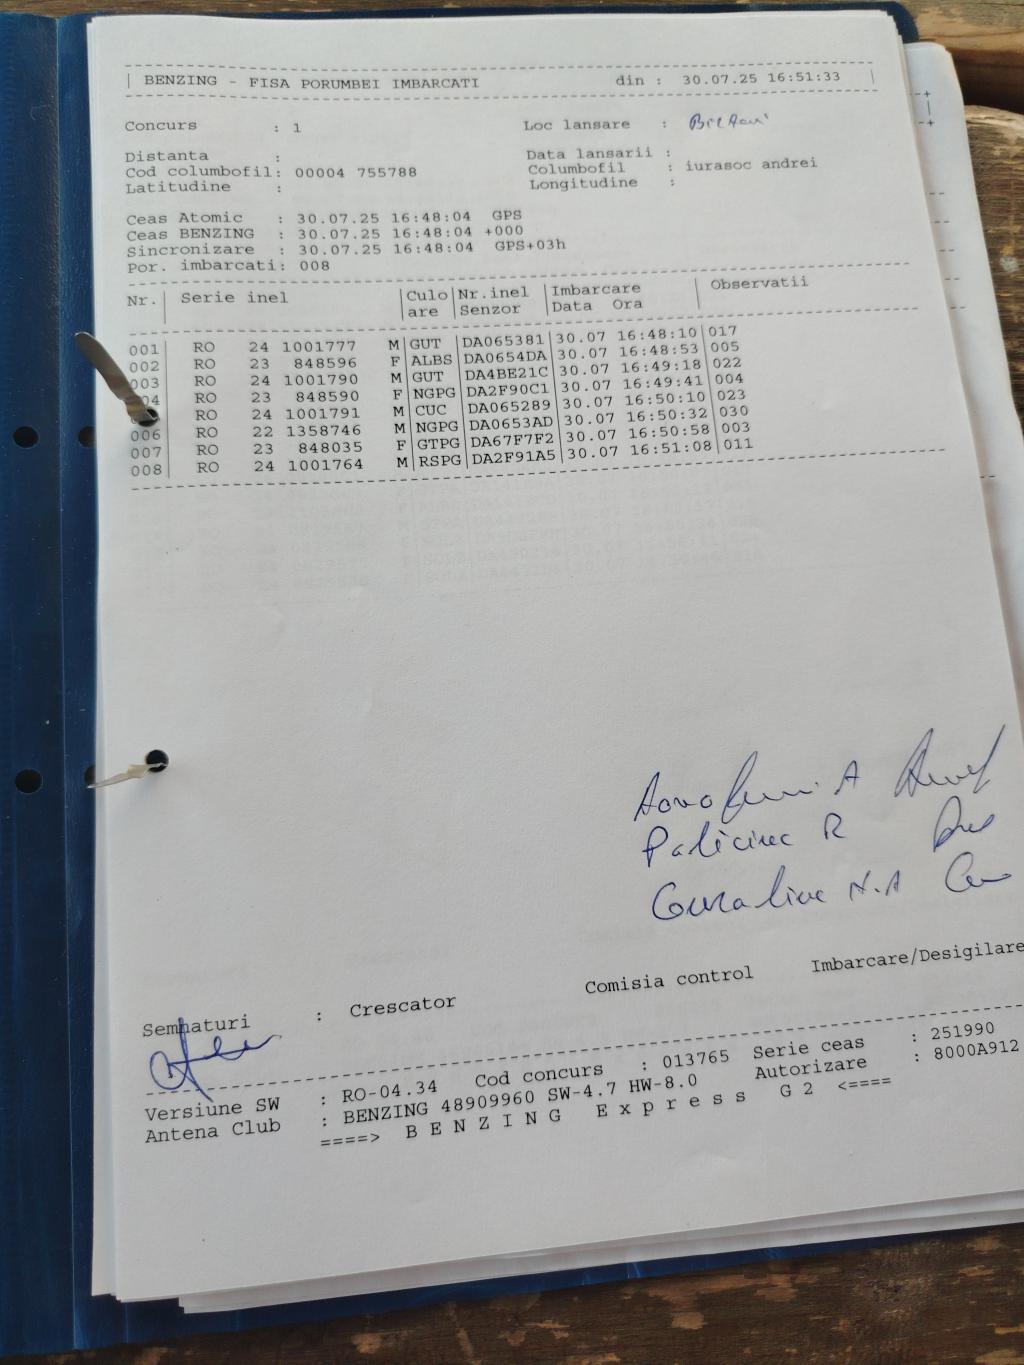 | BENZING - FISA PORUMBEI IMBARCATI din : 30.07.25 16:51:33 |
Concurs : 1 Loc lansare :
Distanta : Data lansarii :
Cod columbofil: 00004 755788 Columbofil : iurasoc andrei
Latitudine : Longitudine :
Ceas Atomic : 30.07.25 16:48:04 GPS
Ceas BENZING : 30.07.25 16:48:04 +000
Sincronizare : 30.07.25 16:48:04 GPS+03h
Por. imbarcati: 008
Nr.| Serie inel |Culo|Nr.inel |Imbarcare |Observatii
|are |Senzor |Data Ora |
001| RO 24 1001777 M|GUT |DA065381|30.07 16:48:10|017
002| RO 23 848596 F|ALBS|DA0654DA|30.07 16:48:53|005
003| RO 24 1001790 M|GUT |DA4BE21C|30.07 16:49:18|022
04| RO 23 848590 F|NGPG|DA2F90C1|30.07 16:49:41|004
RO 24 1001791 M|CUC |DA065289|30.07 16:50:10|023
006| RO 22 1358746 M|NGPG|DA0653AD|30.07 16:50:32|030
007| RO 23 848035 F|GTPG|DA67F7F2|30.07 16:50:58|003
008| RO 24 1001764 M|RSPG|DA2F91A5|30.07 16:51:08|011
Semnaturi : Crescator Comisia control Imbarcare/Desigilare
Versiune SW : RO-04.34 Cod concurs : 013765 Serie ceas : 251990
Antena Club : BENZING 48909960 SW-4.7 HW-8.0 Autorizare : 8000A912
====> B E N Z I N G E x p r e s s G 2 <====